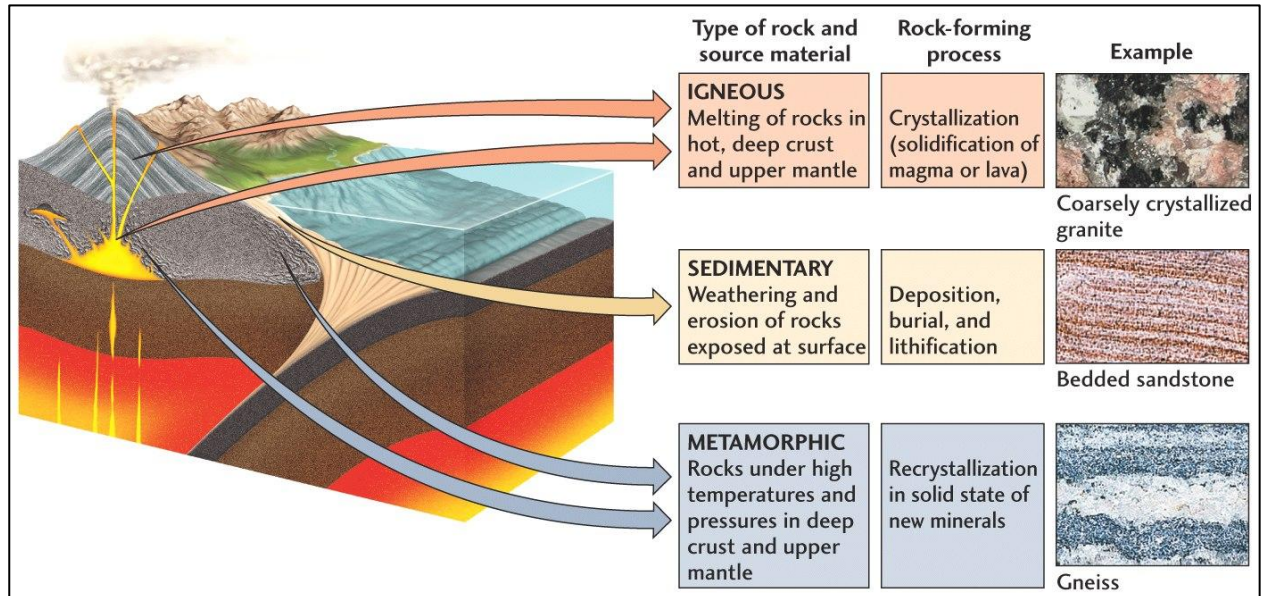 Type of rock and
source material
Rock-forming
process
Example
IGNEOUS
Melting of rocks in
hot, deep crust
and upper mantle
Crystallization
(solidification of
magma or lava)
Coarsely crystallized
granite
SEDIMENTARY
Weathering and
erosion of rocks
exposed at surface
Deposition,
burial, and
lithification
Bedded sandstone
METAMORPHIC
Rocks under high
temperatures and
pressures in deep
crust and upper
mantle
Recrystallization
in solid state of
new minerals
Gneiss